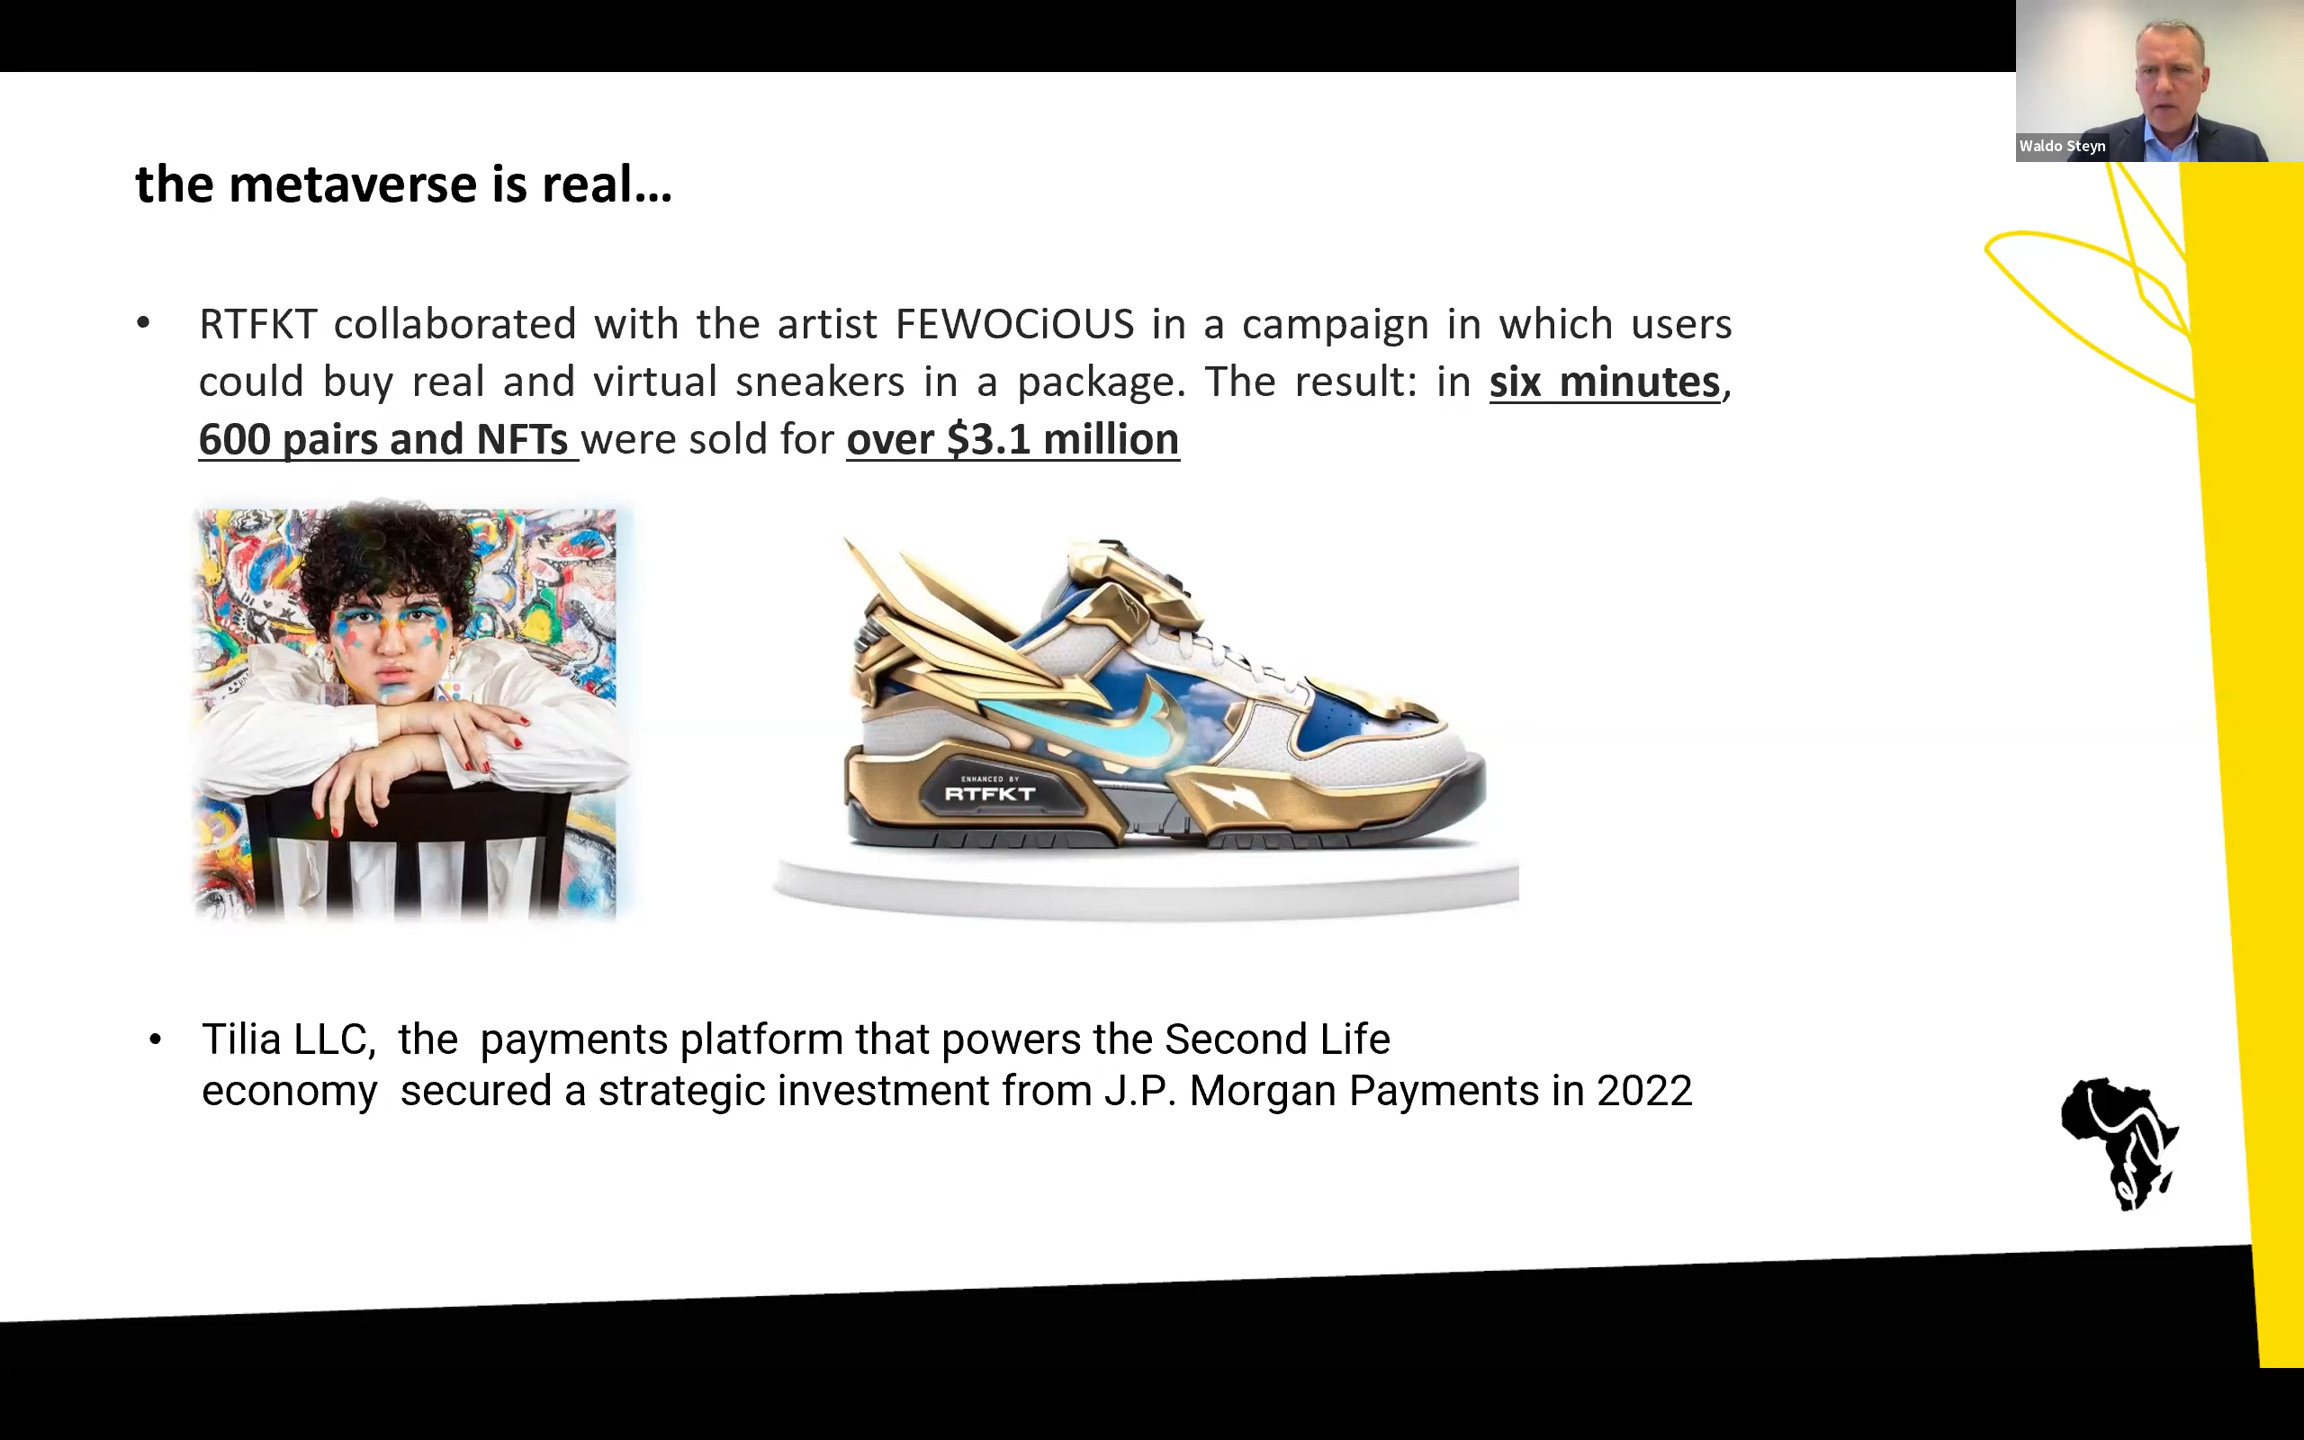 Waldo Steyn
the metaverse is real...
• RTFKT collaborated with the artist FEWOCiOUS in a campaign in which users
could buy real and virtual sneakers in a package. The result: in six minutes,
600 pairs and NFTs were sold for over $3.1 million
ENHANCED BY
RTFKT
• Tilia LLC, the payments platform that powers the Second Life
economy secured a strategic investment from J.P. Morgan Payments in 2022